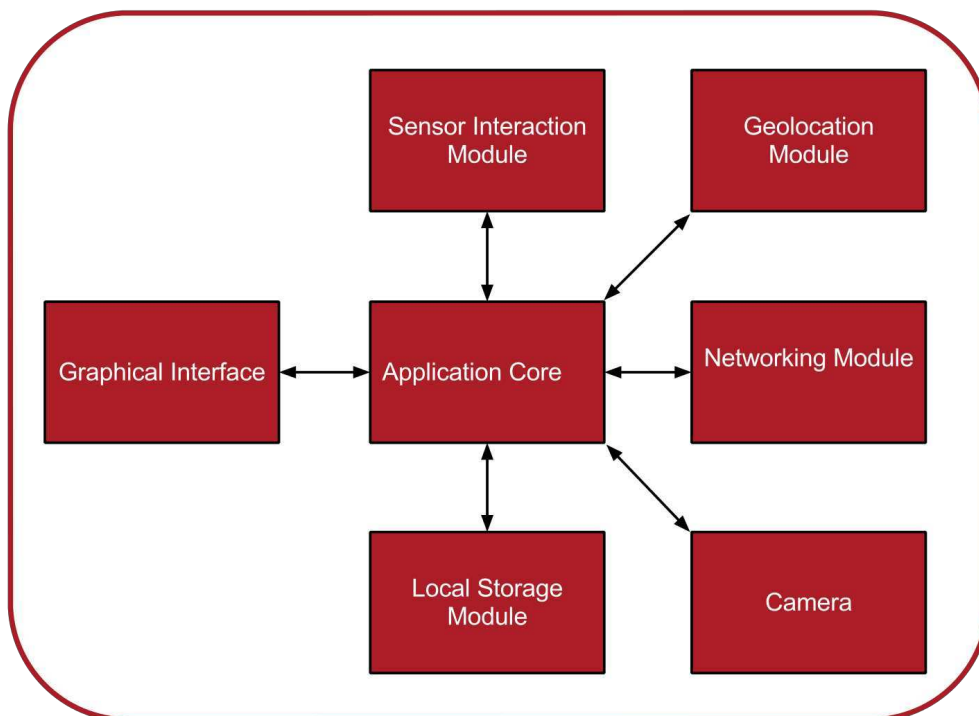 Sensor Interaction
Module
Geolocation
Module
Graphical Interface
Application Core
Networking Module
Local Storage
Module
Camera